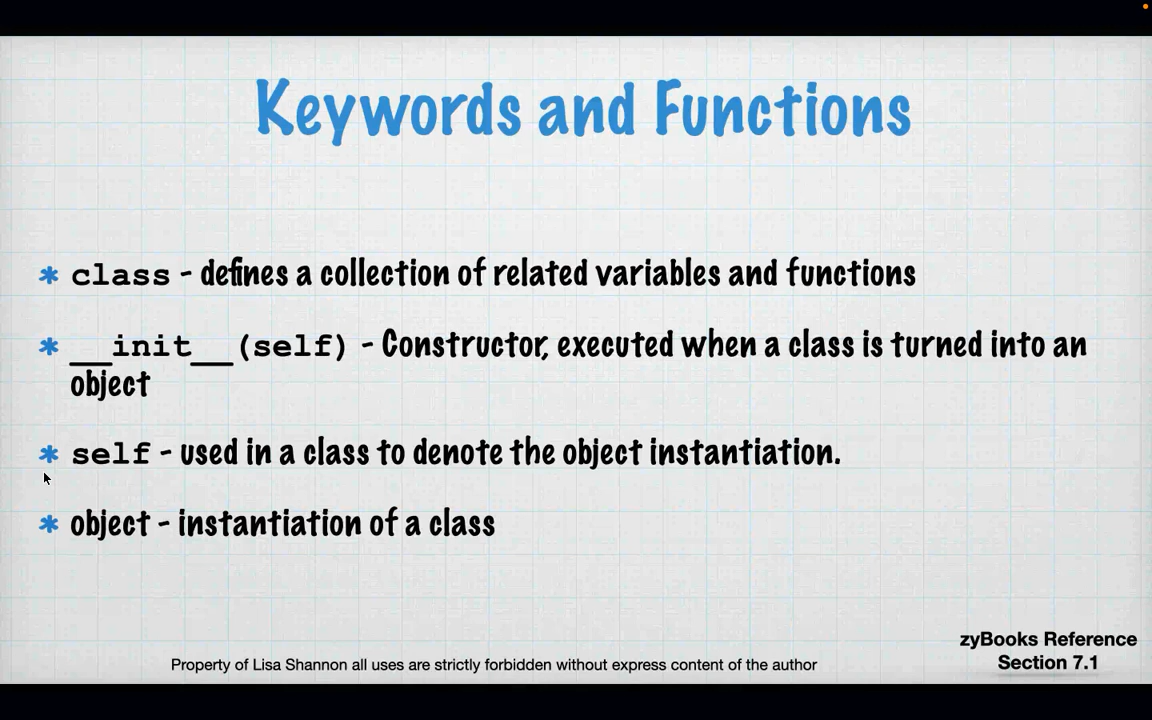 Keywords and Functions
* class - defines a collection of related variables and functions
* __init__(self) - Constructor, executed when a class is turned into an
object
* self - used in a class to denote the object instantiation.
* object - instantiation of a class
zyBooks Reference
Section 7.1
Property of Lisa Shannon all uses are strictly forbidden without express content of the author